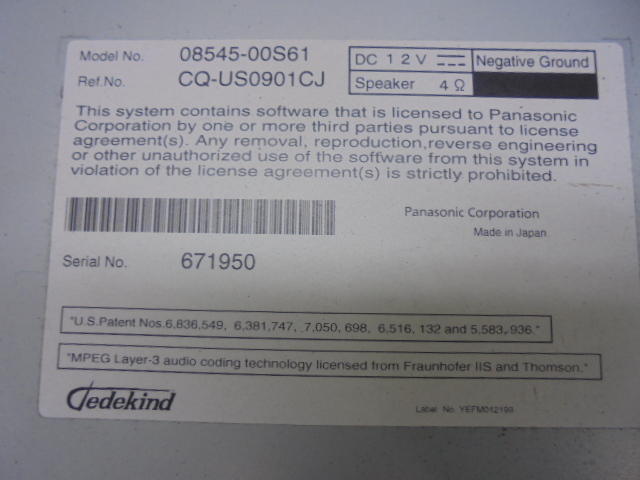 Model No. 08545-00S61
Ref.No. CQ-US0901CJ
DC 12V Negative Ground
Speaker 4 Ω
This system contains software that is licensed to Panasonic
Corporation by one or more third parties pursuant to license
agreement(s). Any removal, reproduction,reverse engineering
or other unauthorized use of the software from this system in
violation of the license agreement(s) is strictly prohibited.
Panasonic Corporation
Made in Japan
Serial No. 671950
"U.S.Patent Nos.6,836,549, 6,381,747, ,7,050, 698, 6,516, 132 and 5,583,,936."
"MPEG Layer-3 audio coding technology licensed from Fraunhofer IIS and Thomson."
Gedekind
Label No. YEFM042199